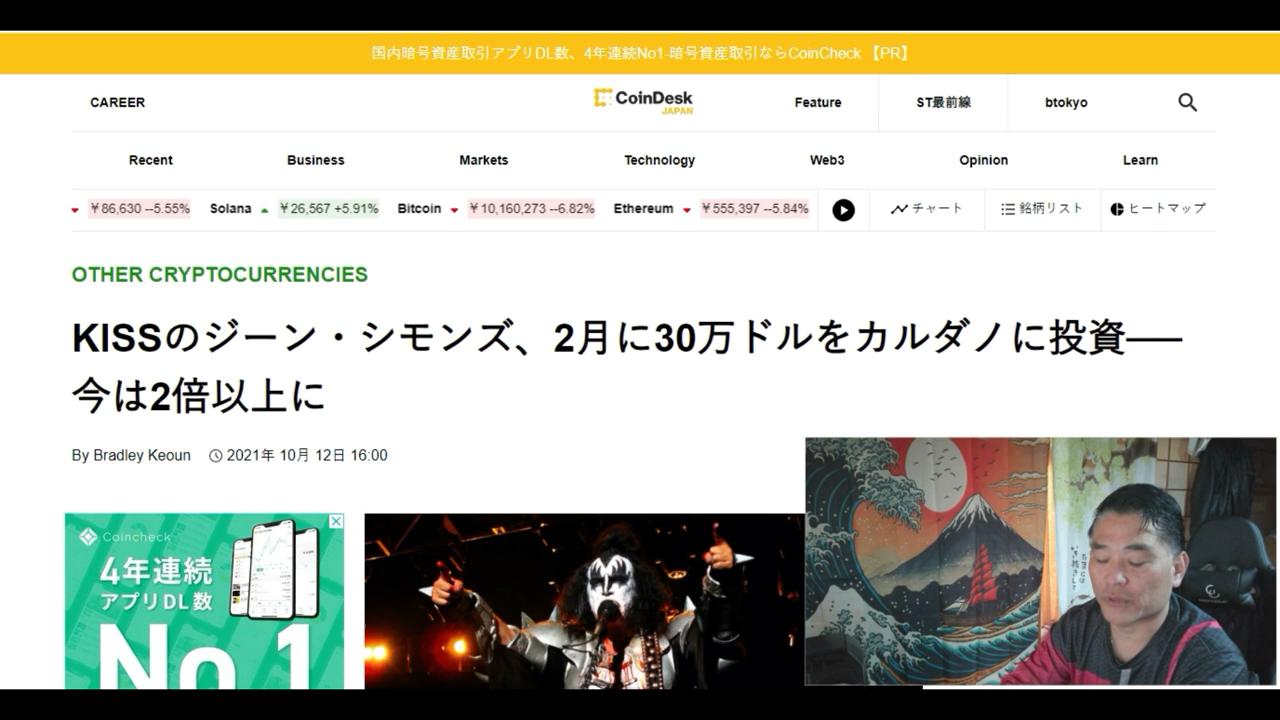 国内暗号資産取引アプリDL数、4年連続No1-暗号資産取引ならCoinCheck 【PR】
CAREER
CoinDesk
JAPAN
Feature
ST最前線
btokyo
Recent
Business
Markets
Technology
Web3
Opinion
Learn
￥86,630 --5.55%
Solana ￥26,567 +5.91%
Bitcoin ￥10,160,273 --6.82%
Ethereum ￥555,397 --5.84%
チャート
銘柄リスト
ヒートマップ
OTHER CRYPTOCURRENCIES
KISSのジーン・シモンズ、2月に30万ドルをカルダノに投資──
今は2倍以上に
By Bradley Keoun 2021年 10月 12日 16:00
Coincheck
4年連続
アプリDL数
No.1